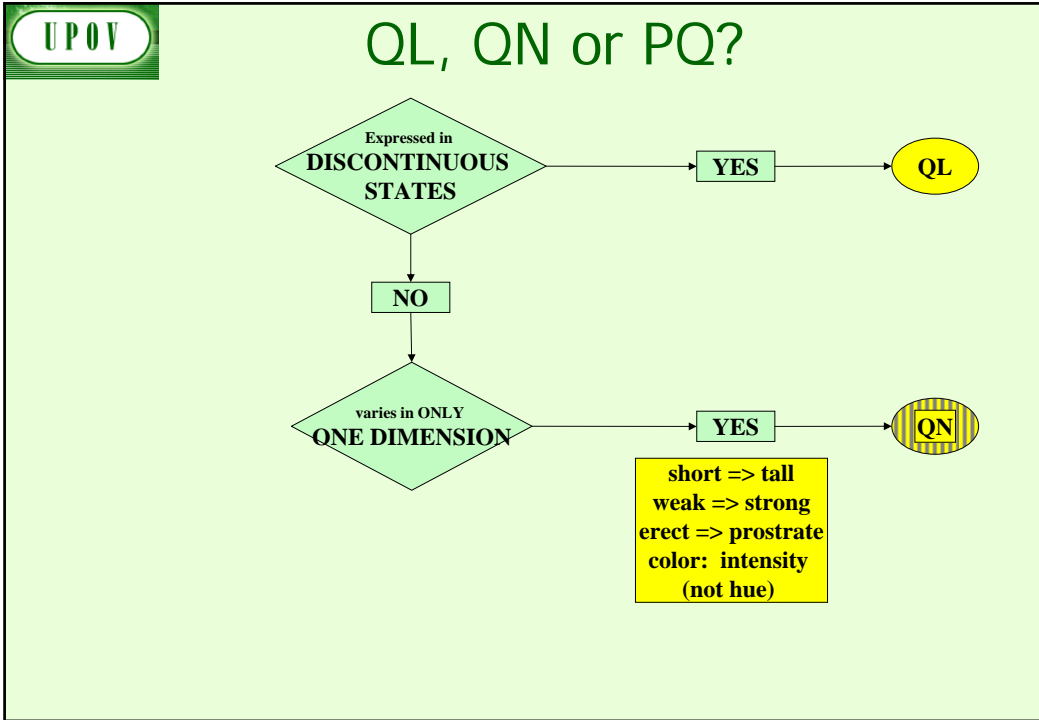 UPOV
QL, QN or PQ?
Expressed in
DISCONTINUOUS
STATES
YES
QL
NO
varies in ONLY
ONE DIMENSION
YES
QN
short => tall
weak => strong
erect => prostrate
color: intensity
(not hue)